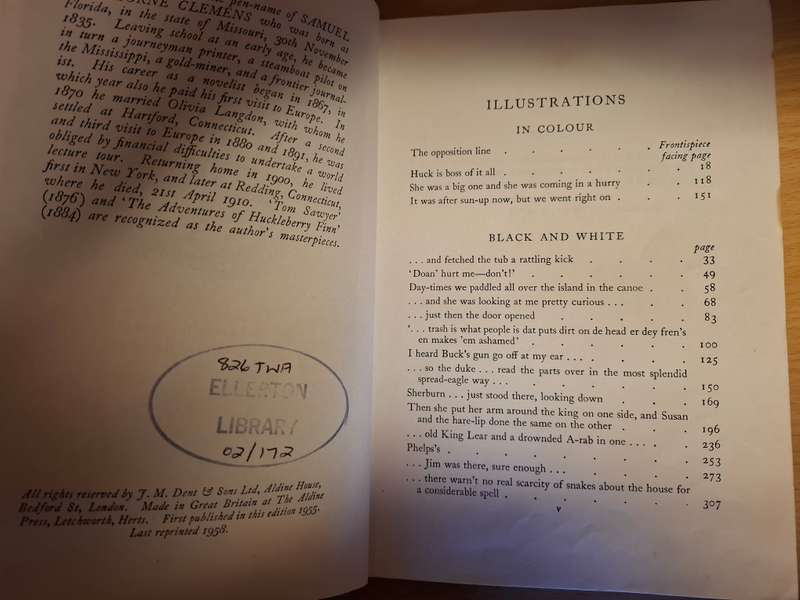 pen-name of SAMUEL
ORNE CLEMENS who was born at
Florida, in the state of Missouri, 30th November
1835. Leaving school at an early age, he became
in turn a journeyman printer, a steamboat pilot on
the Mississippi, a gold-miner, and a frontier journal-
ist. His career as a novelist began in 1867, in
which year also he paid his first visit to Europe. In
1870 he married Olivia Langdon, with whom he
settled at Hartford, Connecticut. After a second
and third visit to Europe in 1880 and 1891, he was
obliged by financial difficulties to undertake a world
lecture tour. Returning home in 1900, he lived
first in New York, and later at Redding, Connecticut,
where he died, 21st April 1910. 'Tom Sawyer'
(1876) and 'The Adventures of Huckleberry Finn'
(1884) are recognized as the author's masterpieces.
826 TWA
ELLERTON
LIBRARY
02/172
All rights reserved by J. M. Dent & Sons Ltd, Aldine House,
Bedford St, London. Made in Great Britain at The Aldine
Press, Letchworth, Herts. First published in this edition 1955.
Last reprinted 1958.
ILLUSTRATIONS
IN COLOUR
The opposition line . . . . . . Frontispiece
facing page
Huck is boss of it all . . . . . . . 18
She was a big one and she was coming in a hurry . . 118
It was after sun-up now, but we went right on . . . 151
BLACK AND WHITE
page
. . . and fetched the tub a rattling kick . . . . 33
'Doan' hurt me—don't!' . . . . . . 49
Day-times we paddled all over the island in the canoe . . 58
. . . and she was looking at me pretty curious . . . . . 68
. . . just then the door opened . . . . . 83
'. . . trash is what people is dat puts dirt on de head er dey fren's
en makes 'em ashamed' . . . . . . 100
I heard Buck's gun go off at my ear . . . . . . 125
. . . so the duke . . . read the parts over in the most splendid
spread-eagle way . . . . . . . . 150
Sherburn . . . just stood there, looking down . . . 169
Then she put her arm around the king on one side, and Susan
and the hare-lip done the same on the other . . . 196
. . . old King Lear and a drownded A-rab in one . . . . . 236
Phelps's . . . . . . . . 253
. . . Jim was there, sure enough . . . . . . . 273
. . . there warn't no real scarcity of snakes about the house for
a considerable spell . . . . . . . 307
v